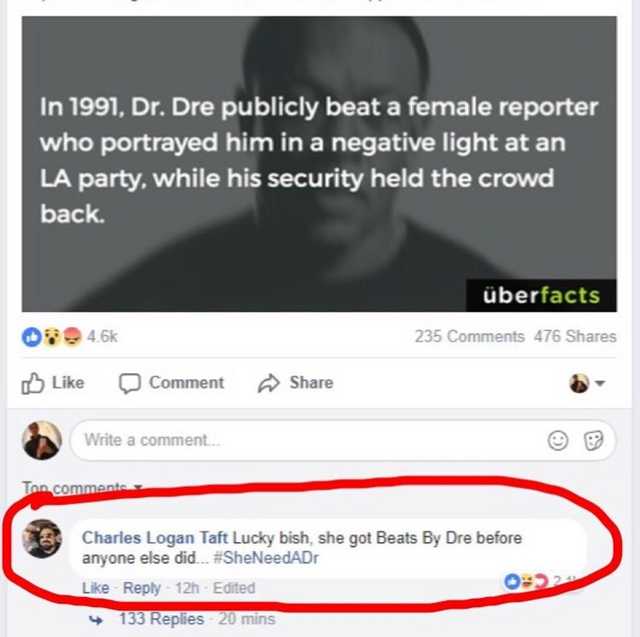 In 1991, Dr. Dre publicly beat a female reporter
who portrayed him in a negative light at an
LA party, while his security held the crowd
back.
überfacts
4.6k
235 Comments 476 Shares
Like Comment Share
Write a comment...
Top comments
Charles Logan Taft Lucky bish, she got Beats By Dre before
anyone else did... #SheNeedADr
Like · Reply · 12h · Edited
133 Replies · 20 mins